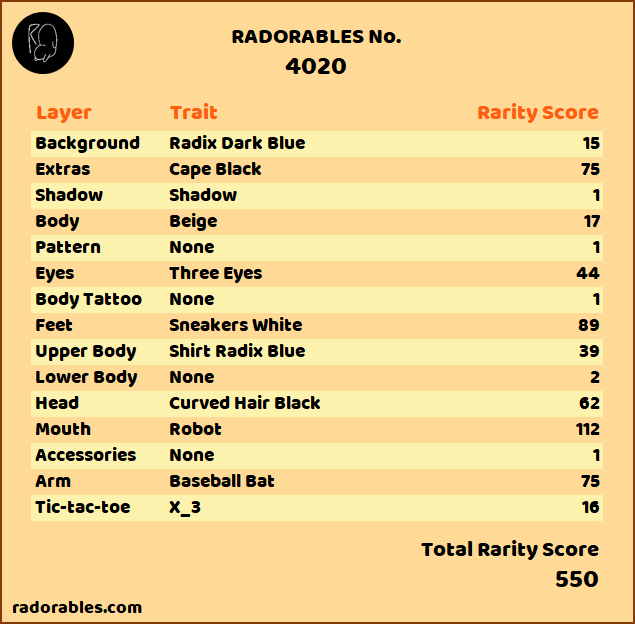 RADORABLES No.
4020
Layer Trait Rarity Score
Background Radix Dark Blue 15
Extras Cape Black 75
Shadow Shadow 1
Body Beige 17
Pattern None 1
Eyes Three Eyes 44
Body Tattoo None 1
Feet Sneakers White 89
Upper Body Shirt Radix Blue 39
Lower Body None 2
Head Curved Hair Black 62
Mouth Robot 112
Accessories None 1
Arm Baseball Bat 75
Tic-tac-toe X_3 16
Total Rarity Score
550
radorables.com